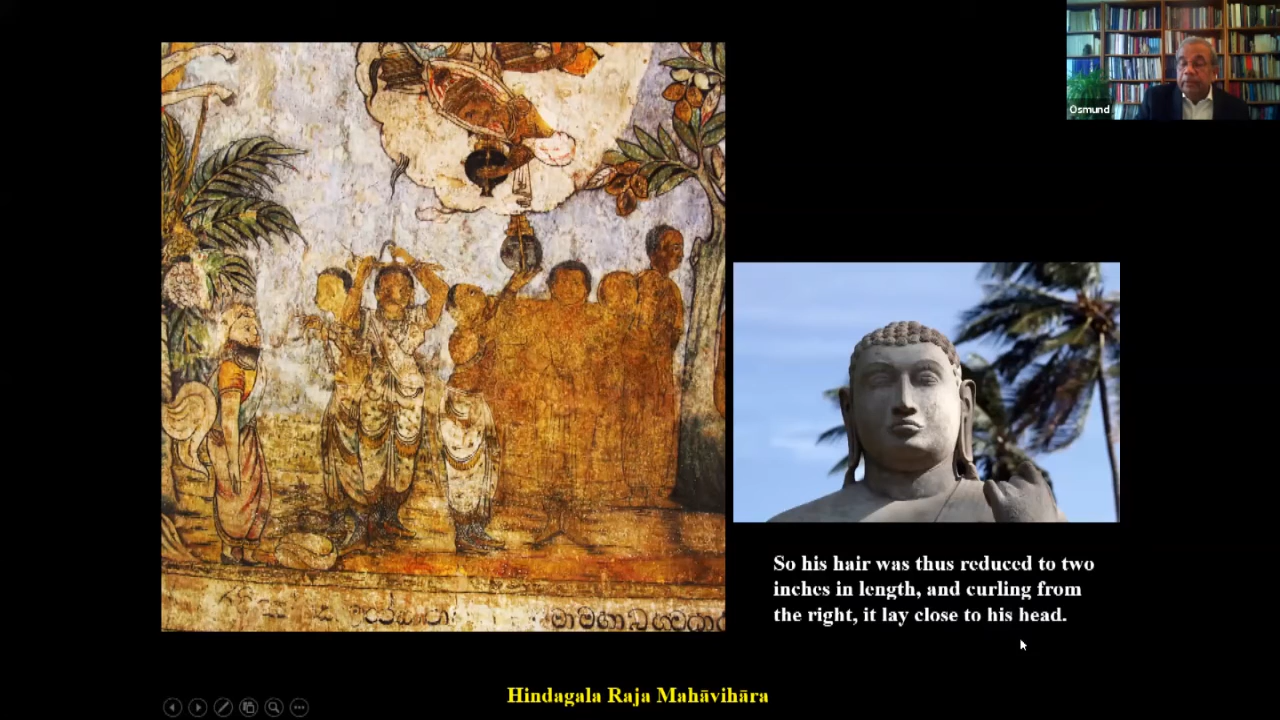 Osmund
So his hair was thus reduced to two
inches in length, and curling from
the right, it lay close to his head.
Hindagala Raja Mahāvihāra